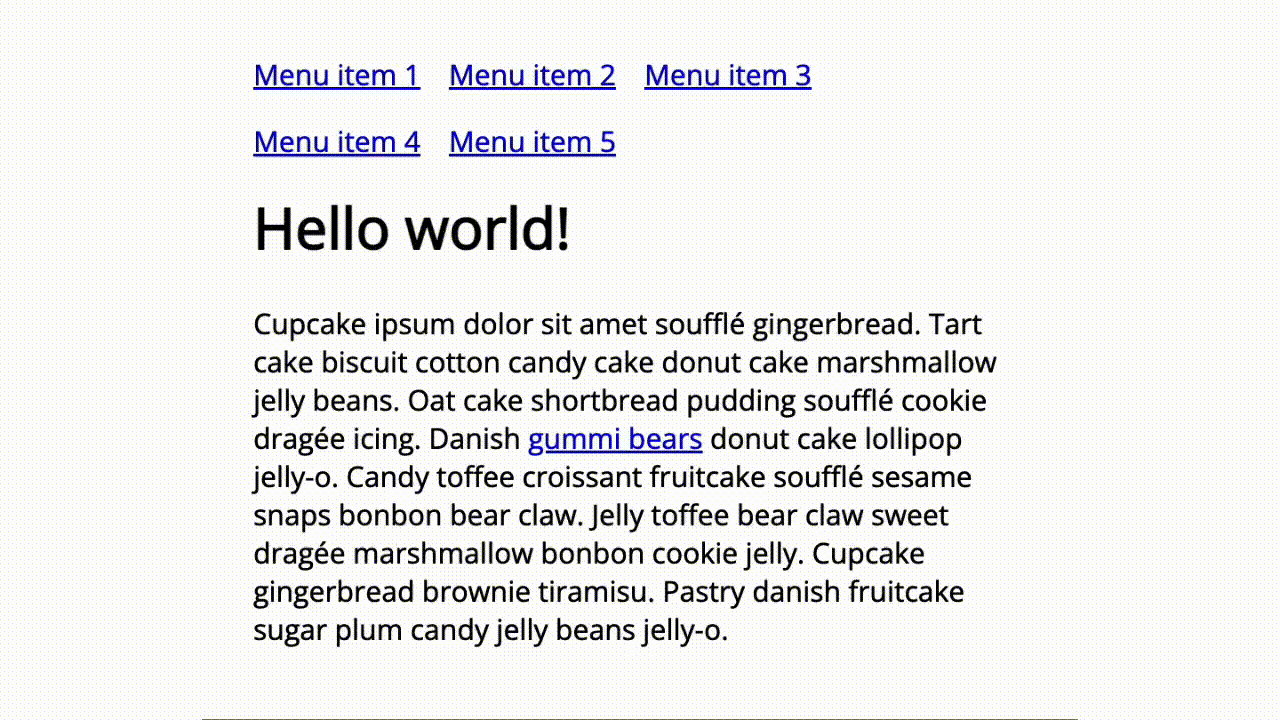 Menu item 1 Menu item 2 Menu item 3
Menu item 4 Menu item 5
Hello world!
Cupcake ipsum dolor sit amet soufflé gingerbread. Tart
cake biscuit cotton candy cake donut cake marshmallow
jelly beans. Oat cake shortbread pudding soufflé cookie
dragée icing. Danish gummi bears donut cake lollipop
jelly-o. Candy toffee croissant fruitcake soufflé sesame
snaps bonbon bear claw. Jelly toffee bear claw sweet
dragée marshmallow bonbon cookie jelly. Cupcake
gingerbread brownie tiramisu. Pastry danish fruitcake
sugar plum candy jelly beans jelly-o.